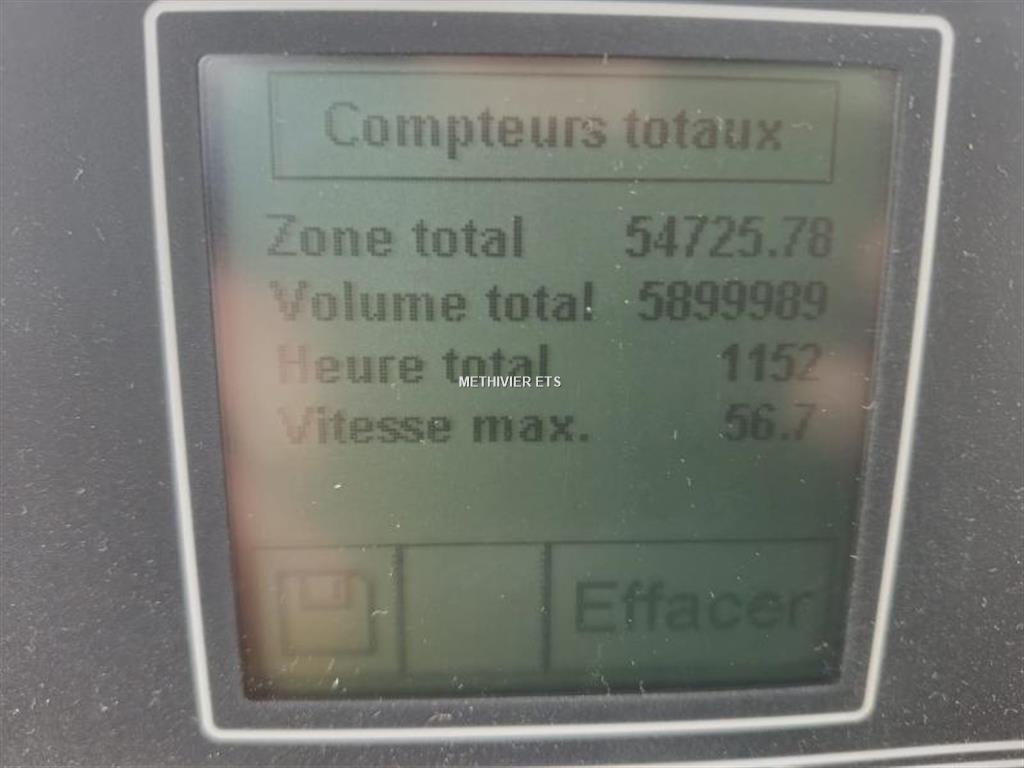 Compteurs totaux
Zone total 54725.78
Volume total 5899989
Heure total 1152
METHIVIER ETS
Vitesse max. 56.7
Effacer